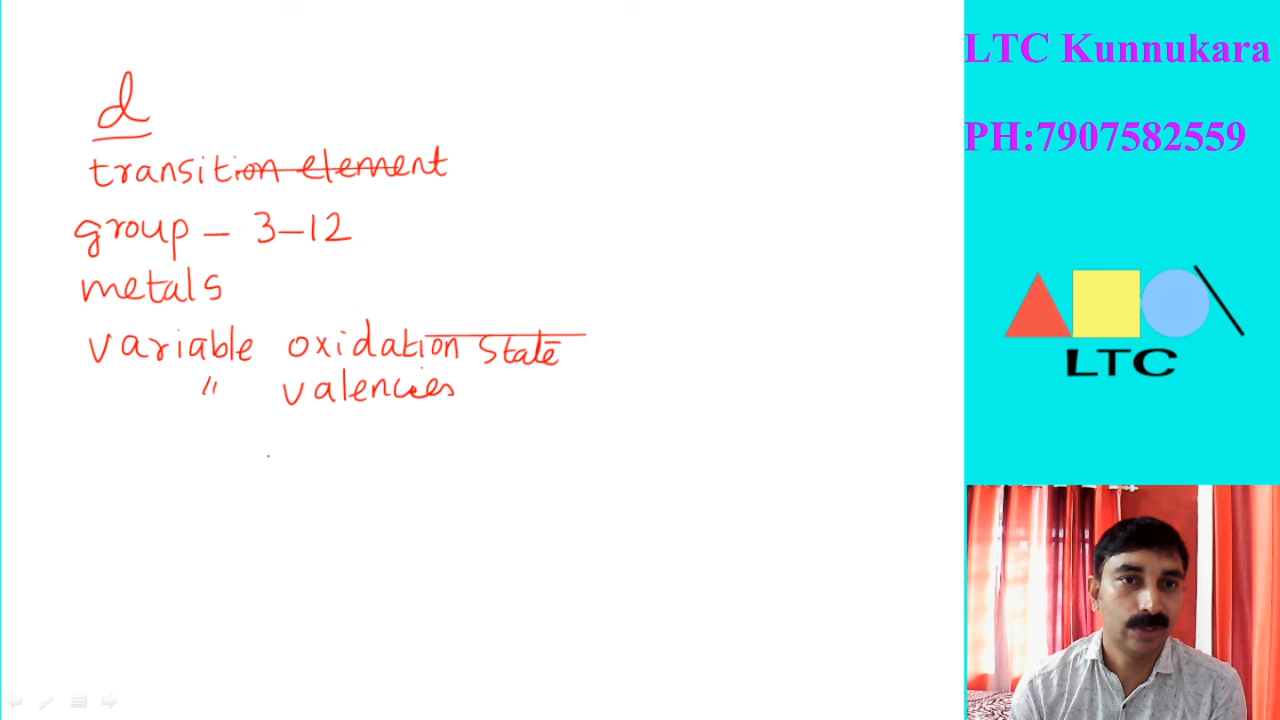 d
transition element
group - 3-12
metals
variable oxidation state
" valencies
LTC Kunnukara
PH:7907582559
LTC